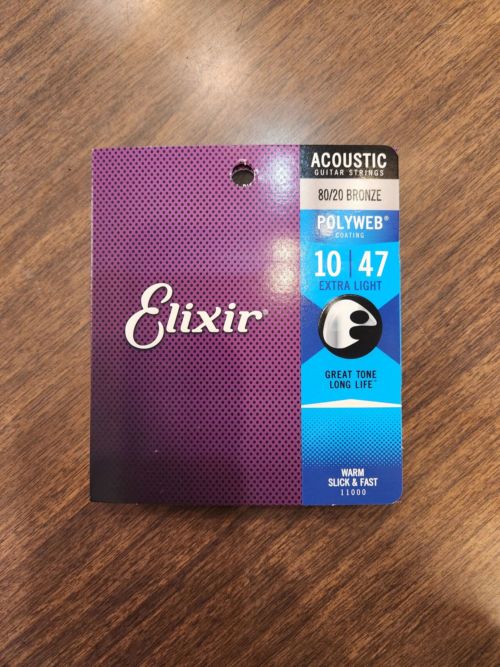 Elixir®
ACOUSTIC
GUITAR STRINGS
80/20 BRONZE
POLYWEB®
COATING
10 | 47
EXTRA LIGHT
GREAT TONE
LONG LIFE™
WARM
SLICK & FAST
11000